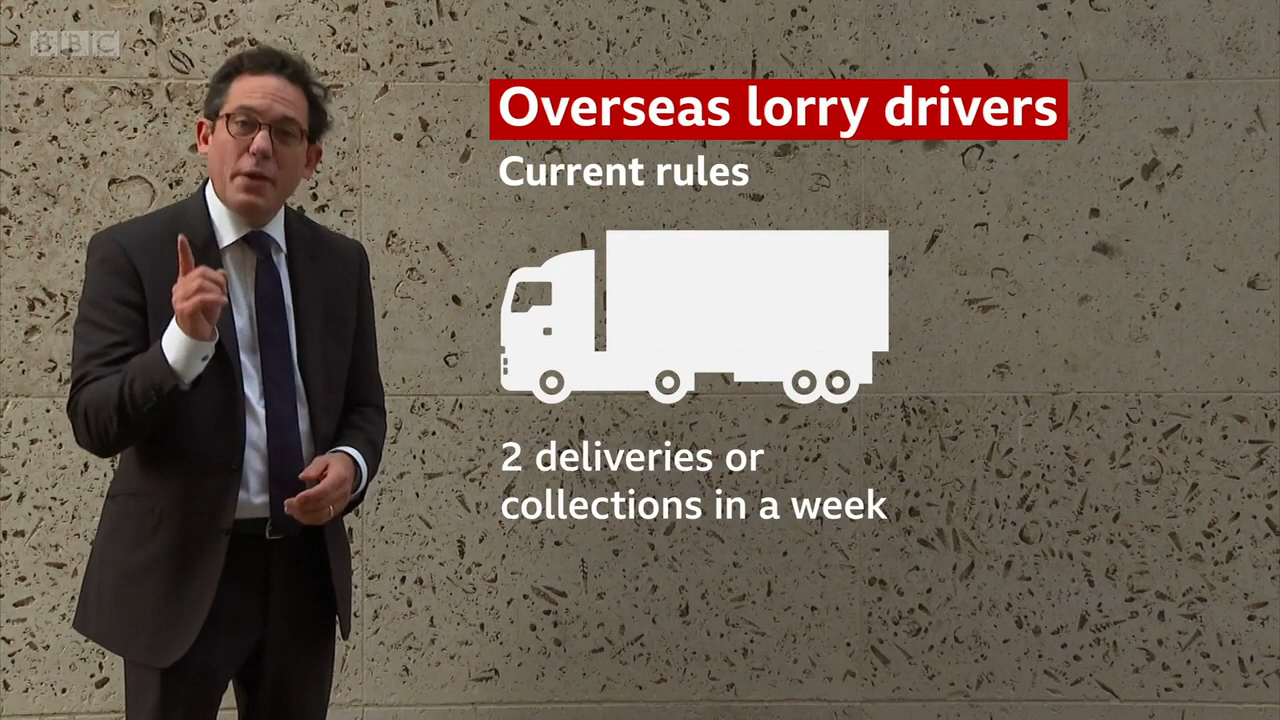 BBC
Overseas lorry drivers
Current rules
2 deliveries or
collections in a week